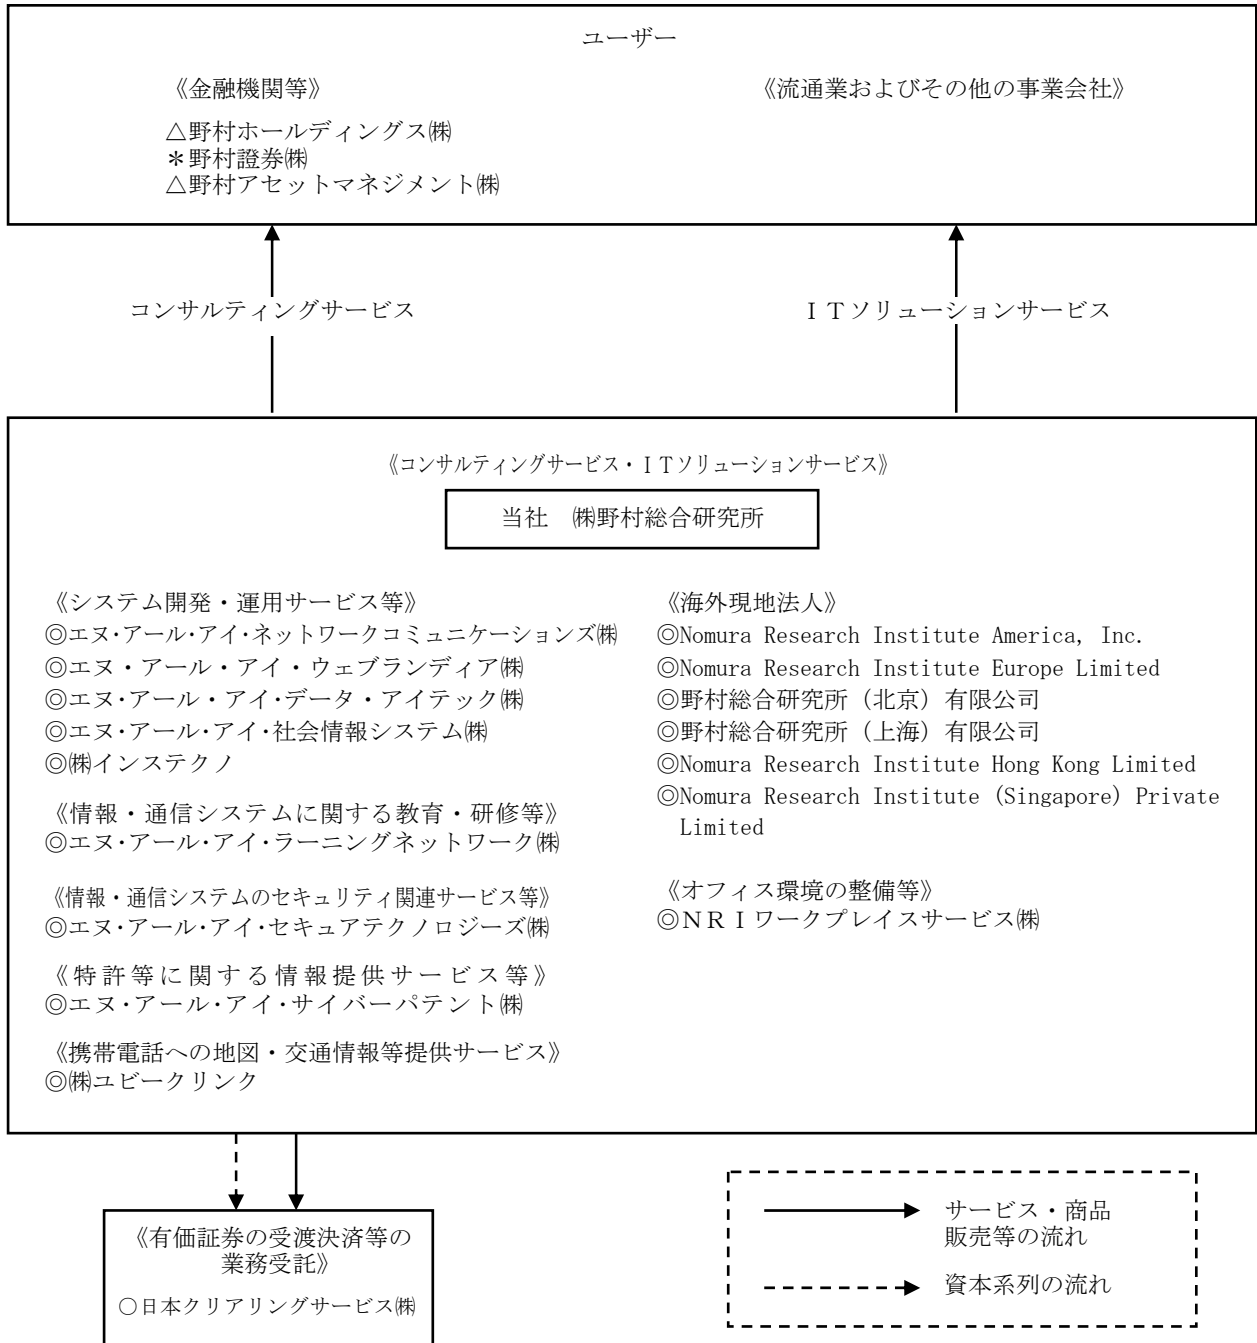 ユーザー
《金融機関等》
△野村ホールディングス㈱
＊野村證券㈱
△野村アセットマネジメント㈱
《流通業およびその他の事業会社》
コンサルティングサービス
ＩＴソリューションサービス
《コンサルティングサービス・ＩＴソリューションサービス》
当社　㈱野村総合研究所
《システム開発・運用サービス等》
◎エヌ・アール・アイ・ネットワークコミュニケーションズ㈱
◎エヌ・アール・アイ・ウェブランディア㈱
◎エヌ・アール・アイ・データ・アイテック㈱
◎エヌ・アール・アイ・社会情報システム㈱
◎㈱インステクノ
《情報・通信システムに関する教育・研修等》
◎エヌ・アール・アイ・ラーニングネットワーク㈱
《情報・通信システムのセキュリティ関連サービス等》
◎エヌ・アール・アイ・セキュアテクノロジーズ㈱
《特許等に関する情報提供サービス等》
◎エヌ・アール・アイ・サイバーパテント㈱
《携帯電話への地図・交通情報等提供サービス》
◎㈱ユビークリンク
《海外現地法人》
◎Nomura Research Institute America, Inc.
◎Nomura Research Institute Europe Limited
◎野村総合研究所（北京）有限公司
◎野村総合研究所（上海）有限公司
◎Nomura Research Institute Hong Kong Limited
◎Nomura Research Institute (Singapore) Private
Limited
《オフィス環境の整備等》
◎ＮＲＩワークプレイスサービス㈱
《有価証券の受渡決済等の
業務受託》
○日本クリアリングサービス㈱
サービス・商品
販売等の流れ
資本系列の流れ